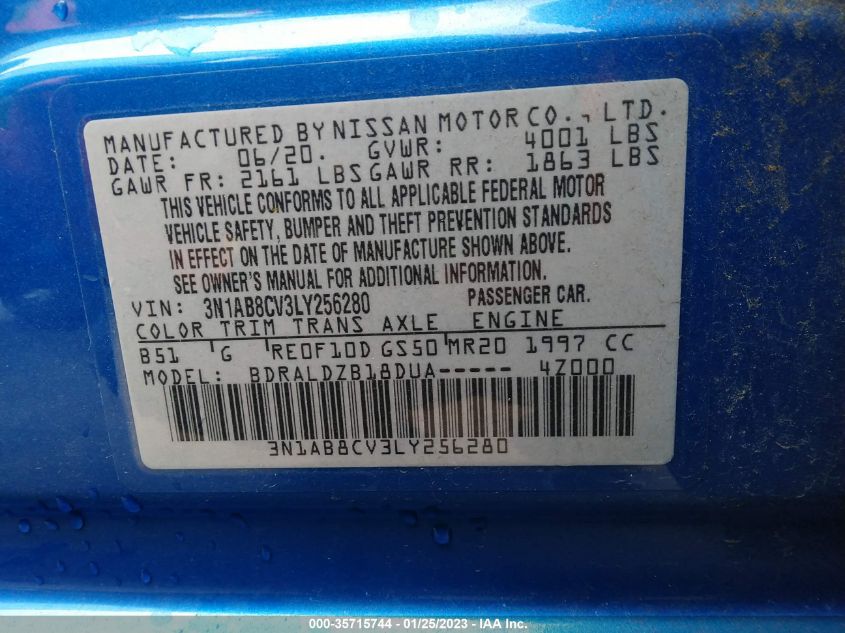 MANUFACTURED BY NISSAN MOTOR CO., LTD.
DATE: 06/20. GVWR: 4001 LBS
GAWR FR: 2161 LBS GAWR RR: 1863 LBS
THIS VEHICLE CONFORMS TO ALL APPLICABLE FEDERAL MOTOR
VEHICLE SAFETY, BUMPER AND THEFT PREVENTION STANDARDS
IN EFFECT ON THE DATE OF MANUFACTURE SHOWN ABOVE.
SEE OWNER'S MANUAL FOR ADDITIONAL INFORMATION.
VIN: 3N1AB8CV3LY256280 PASSENGER CAR.
COLOR TRIM TRANS AXLE ENGINE
B51 G RE0F10D GS50 MR20 1997 CC
MODEL: BDRALDZB18DUA----- 4Z000
3N1AB8CV3LY256280
000-35715744 - 01/25/2023 - IAA Inc.